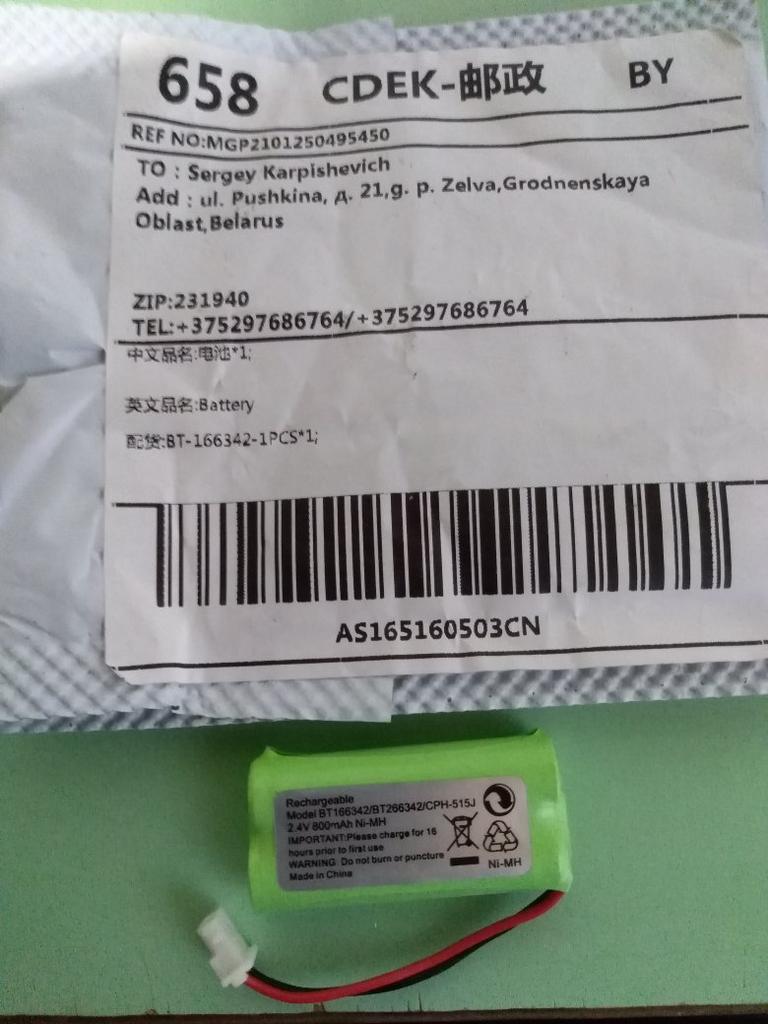 658 CDEK-邮政 BY
REF NO:MGP2101250495450
TO : Sergey Karpishevich
Add : ul. Pushkina, д. 21,g. p. Zelva,Grodnenskaya
Oblast,Belarus
ZIP:231940
TEL:+375297686764/+375297686764
中文品名:电池*1;
英文品名:Battery
配货:BT-166342-1PCS*1;
AS165160503CN
Rechargeable
Model BT166342/BT266342/CPH-515J
2.4V 800mAh Ni-MH
IMPORTANT:Please charge for 16
hours prior to first use
WARNING: Do not burn or puncture
Made in China
Ni-MH